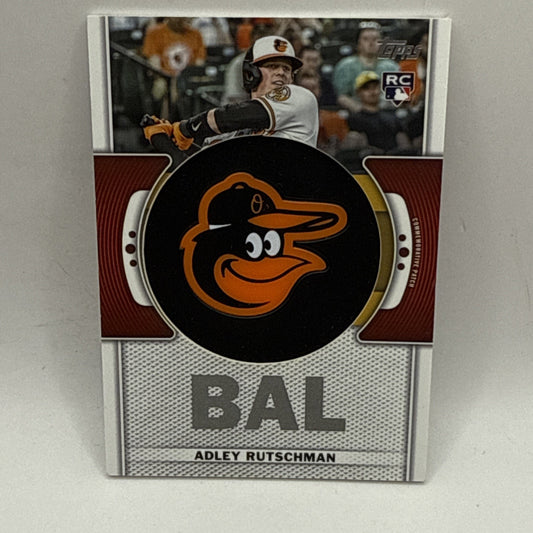 Topps
RC
COMMEMORATIVE PATCH
BAL
ADLEY RUTSCHMAN